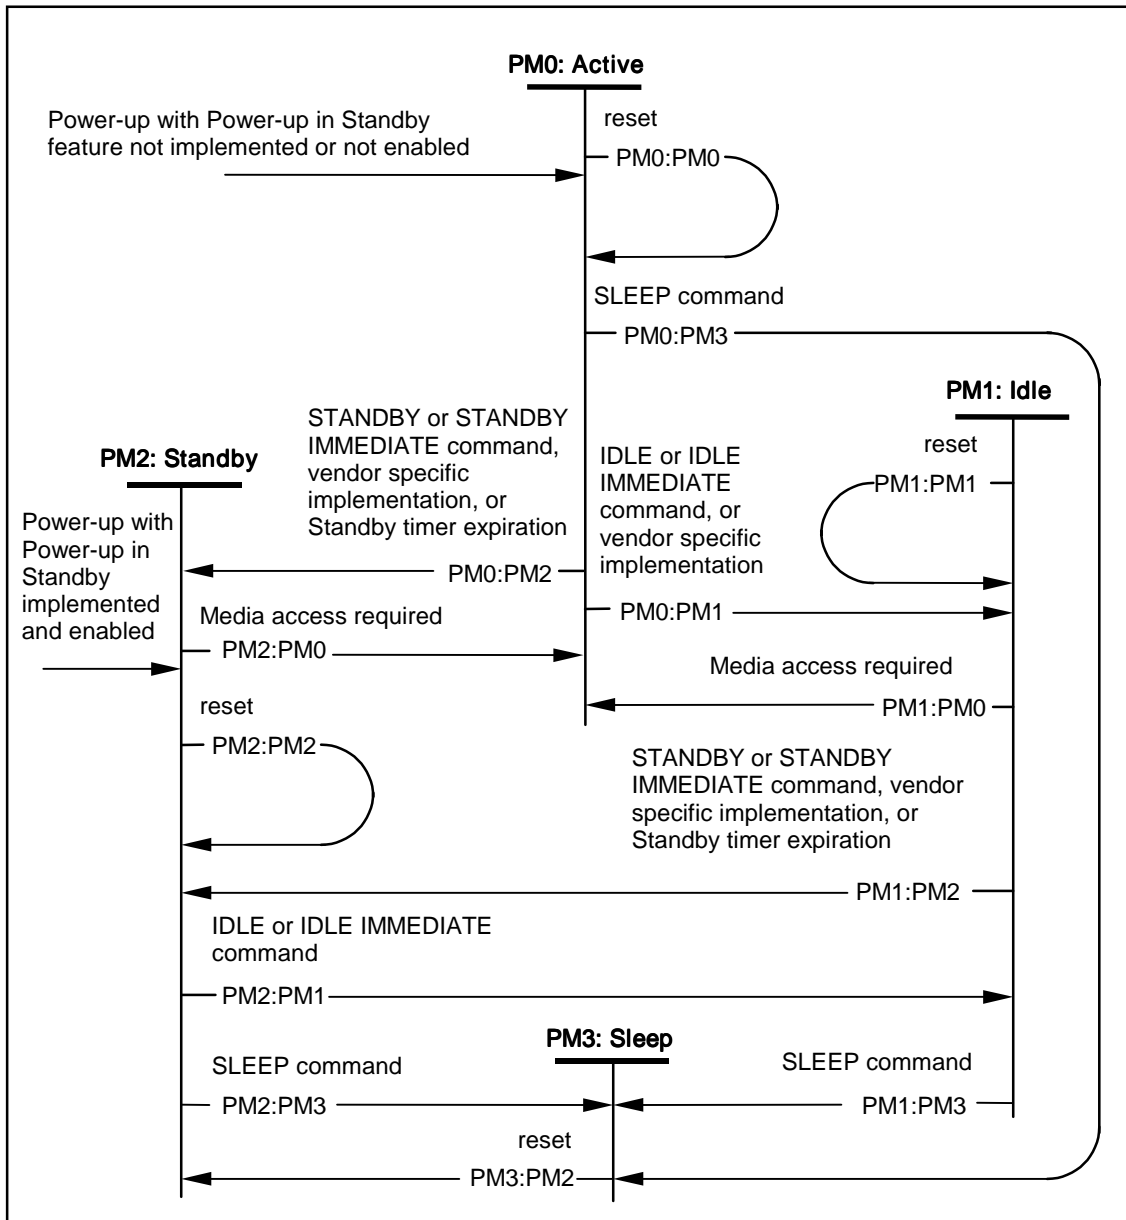 PM0: Active
Power-up with Power-up in Standby
feature not implemented or not enabled
reset
PM0:PM0
SLEEP command
PM0:PM3
PM1: Idle
STANDBY or STANDBY
IMMEDIATE command,
vendor specific
implementation, or
Standby timer expiration
IDLE or IDLE
IMMEDIATE
command, or
vendor specific
implementation
reset
PM1:PM1
PM2: Standby
Power-up with
Power-up in
Standby
implemented
and enabled
PM0:PM2
PM0:PM1
Media access required
PM2:PM0
Media access required
PM1:PM0
reset
PM2:PM2
STANDBY or STANDBY
IMMEDIATE command, vendor
specific implementation, or
Standby timer expiration
PM1:PM2
IDLE or IDLE IMMEDIATE
command
PM2:PM1
PM3: Sleep
SLEEP command
PM2:PM3
SLEEP command
PM1:PM3
reset
PM3:PM2